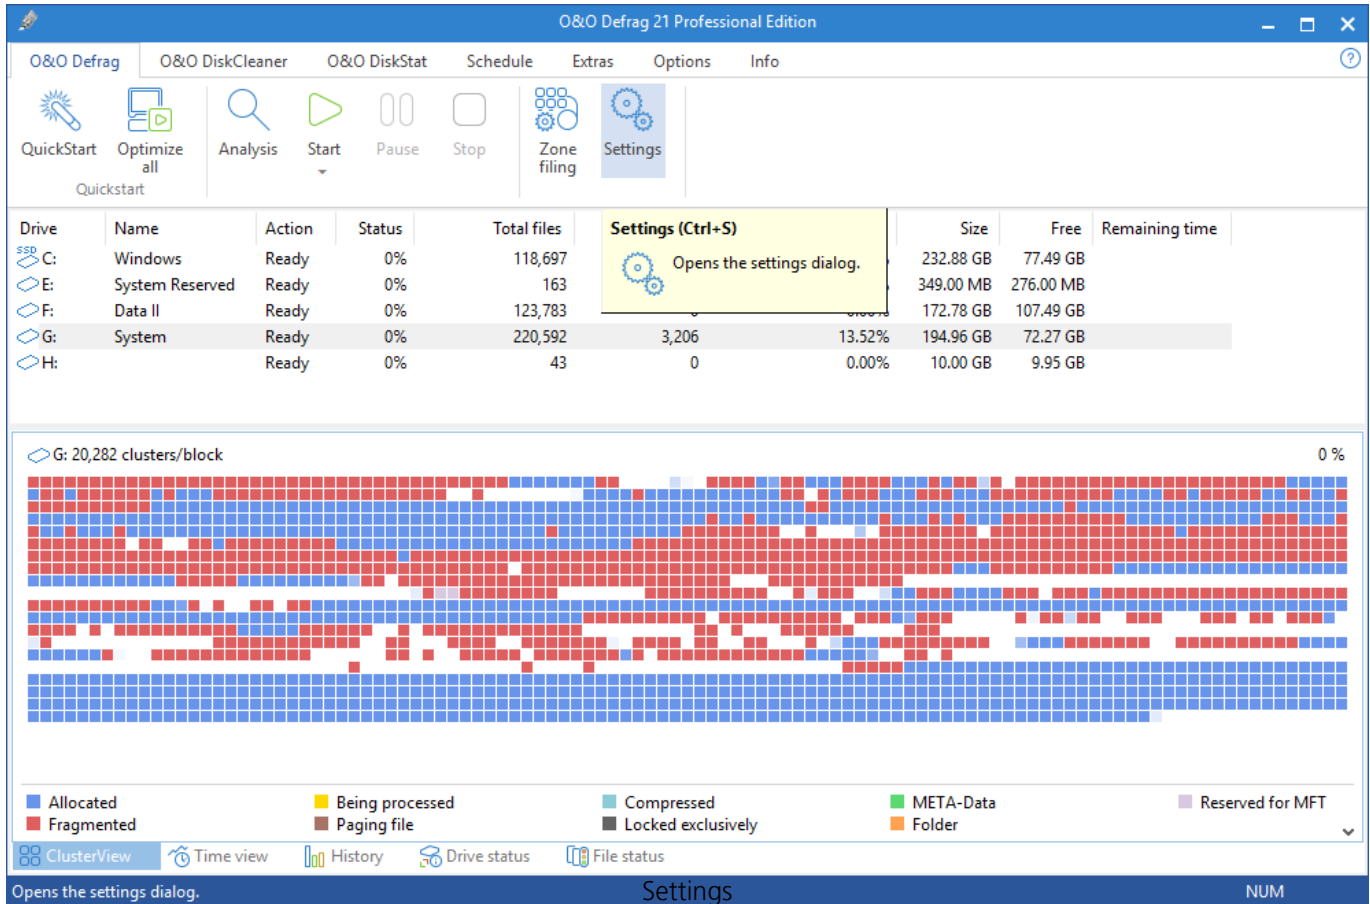 O&O Defrag 21 Professional Edition
O&O Defrag O&O DiskCleaner O&O DiskStat Schedule Extras Options Info ?
QuickStart Optimize all Analysis Start Pause Stop Zone filing Settings
Quickstart
Drive Name Action Status Total files Size Free Remaining time
Settings (Ctrl+S)
Opens the settings dialog.
SSD C: Windows Ready 0% 118,697 232.88 GB 77.49 GB
E: System Reserved Ready 0% 163 349.00 MB 276.00 MB
F: Data II Ready 0% 123,783 172.78 GB 107.49 GB
G: System Ready 0% 220,592 3,206 13.52% 194.96 GB 72.27 GB
H: Ready 0% 43 0 0.00% 10.00 GB 9.95 GB
G: 20,282 clusters/block 0 %
Allocated Being processed Compressed META-Data Reserved for MFT
Fragmented Paging file Locked exclusively Folder
ClusterView Time view History Drive status File status
Opens the settings dialog. Settings NUM